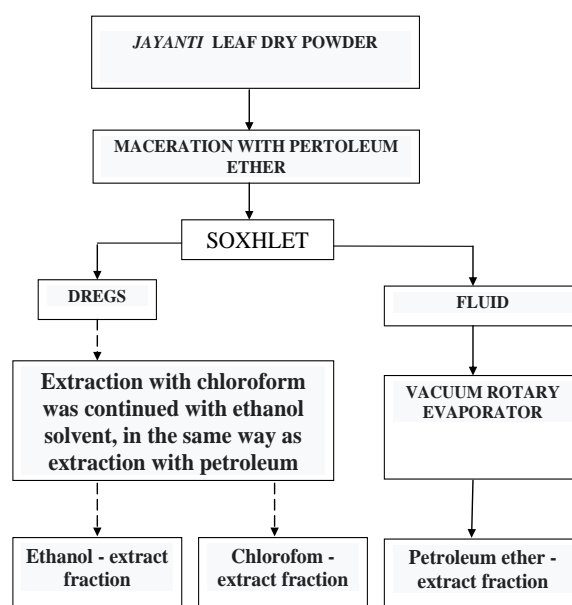 JAYANTI LEAF DRY POWDER
MACERATION WITH PERTOLEUM
ETHER
SOXHLET
DREGS
FLUID
Extraction with chloroform
was continued with ethanol
solvent, in the same way as
extraction with petroleum
VACUUM ROTARY
EVAPORATOR
Ethanol - extract
fraction
Chlorofom -
extract fraction
Petroleum ether -
extract fraction